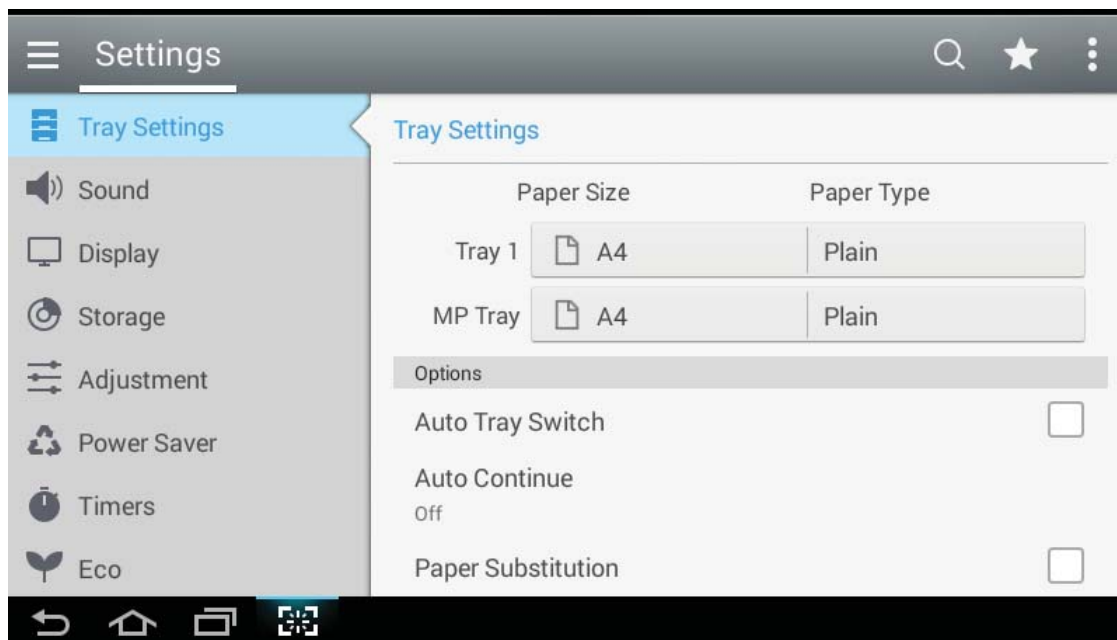 Settings
Tray Settings
Sound
Display
Storage
Adjustment
Power Saver
Timers
Eco
Tray Settings
Paper Size Paper Type
Tray 1 A4 Plain
MP Tray A4 Plain
Options
Auto Tray Switch
Auto Continue
Off
Paper Substitution